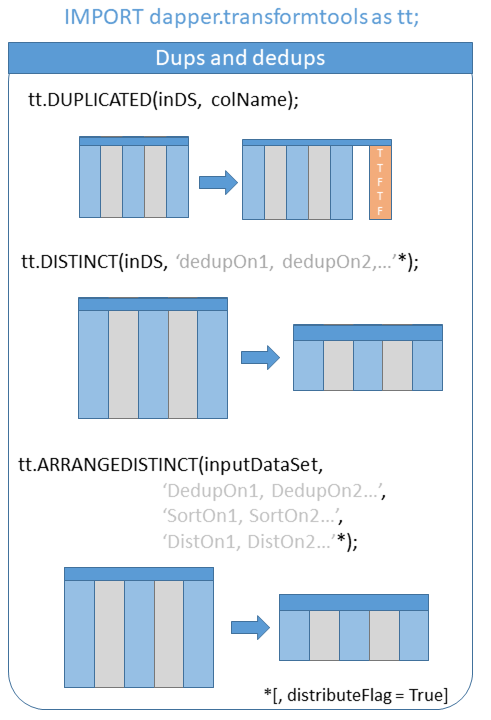 IMPORT dapper.transformtools as tt;
Dups and dedups
tt.DUPLICATED(inDS, colName);
T
T
F
T
F
tt.DISTINCT(inDS, ‘dedupOn1, dedupOn2,...’*);
tt.ARRANGEDISTINCT(inputDataSet,
‘DedupOn1, DedupOn2...’,
‘SortOn1, SortOn2...’,
‘DistOn1, DistOn2...’*);
*[, distributeFlag = True]